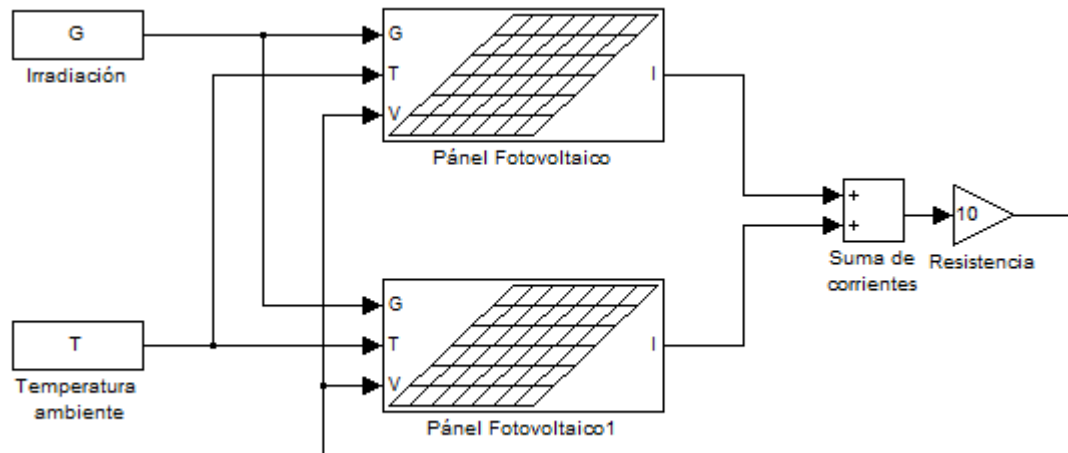 G
Irradiación
G
T
V
I
Pánel Fotovoltaico
+
+
Suma de
corrientes
10
Resistencia
T
Temperatura
ambiente
G
T
V
I
Pánel Fotovoltaico1